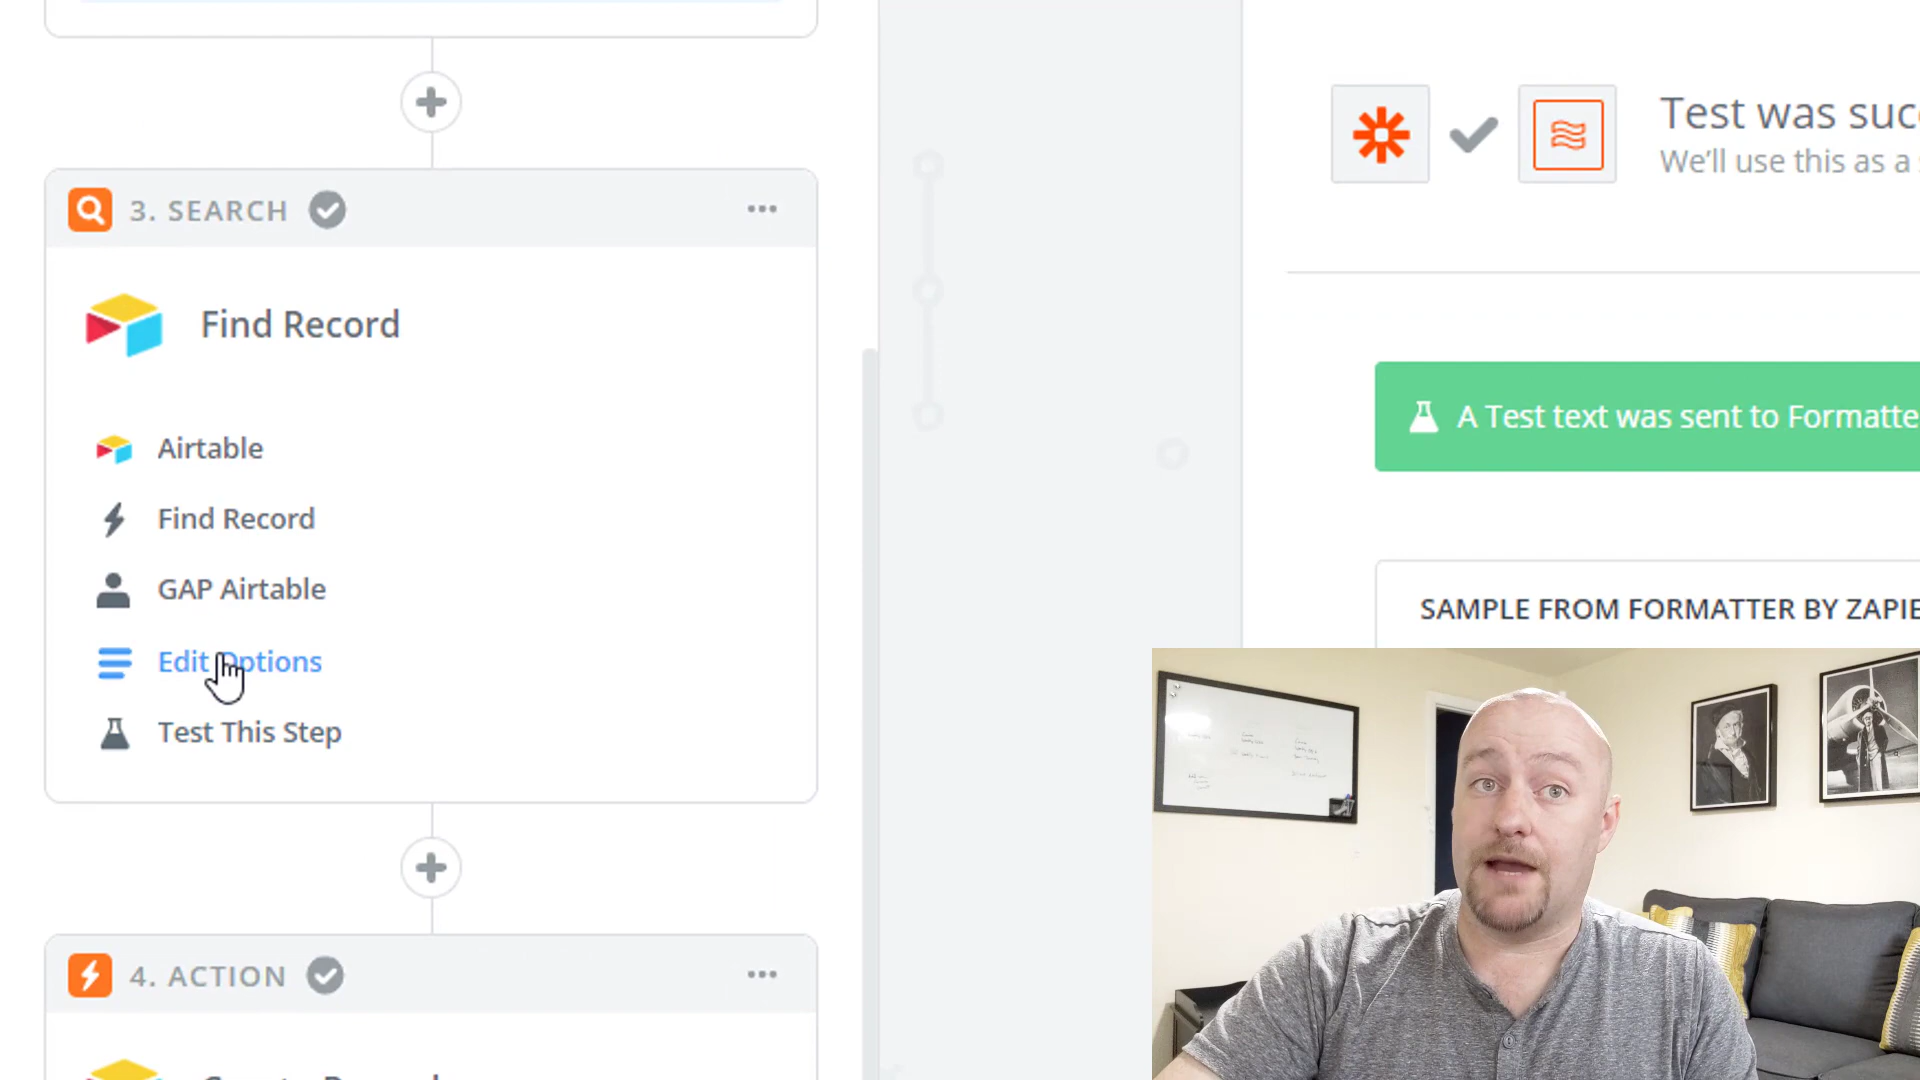 3. SEARCH
Find Record
Airtable
Find Record
GAP Airtable
Edit Options
Test This Step
4. ACTION
Test was suc
We'll use this as a
A Test text was sent to Formatte
SAMPLE FROM FORMATTER BY ZAPIE